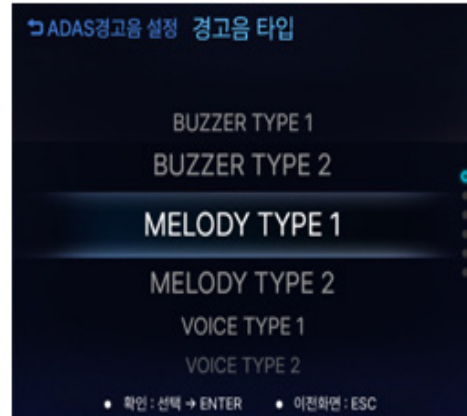 ⮌ ADAS경고음 설정 경고음 타입
BUZZER TYPE 1
BUZZER TYPE 2
MELODY TYPE 1
MELODY TYPE 2
VOICE TYPE 1
VOICE TYPE 2
• 확인 : 선택 → ENTER • 이전화면 : ESC